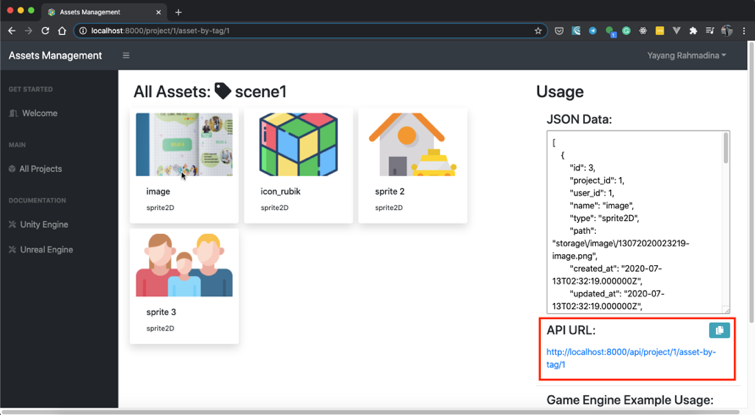 Assets Management
localhost:8000/project/1/asset-by-tag/1
Assets Management
Yayang Rahmadina
GET STARTED
Welcome
MAIN
All Projects
DOCUMENTATION
Unity Engine
Unreal Engine
All Assets: scene1
image
sprite2D
icon_rubik
sprite2D
sprite 2
sprite2D
sprite 3
sprite2D
Usage
JSON Data:
[
{
"id": 3,
"project_id": 1,
"user_id": 1,
"name": "image",
"type": "sprite2D",
"path":
"storage\/image\/13072020023219-
image.png",
"created_at": "2020-07-
13T02:32:19.000000Z",
"updated_at": "2020-07-
13T02:32:19.000000Z",
API URL:
http://localhost:8000/api/project/1/asset-by-
tag/1
Game Engine Example Usage: